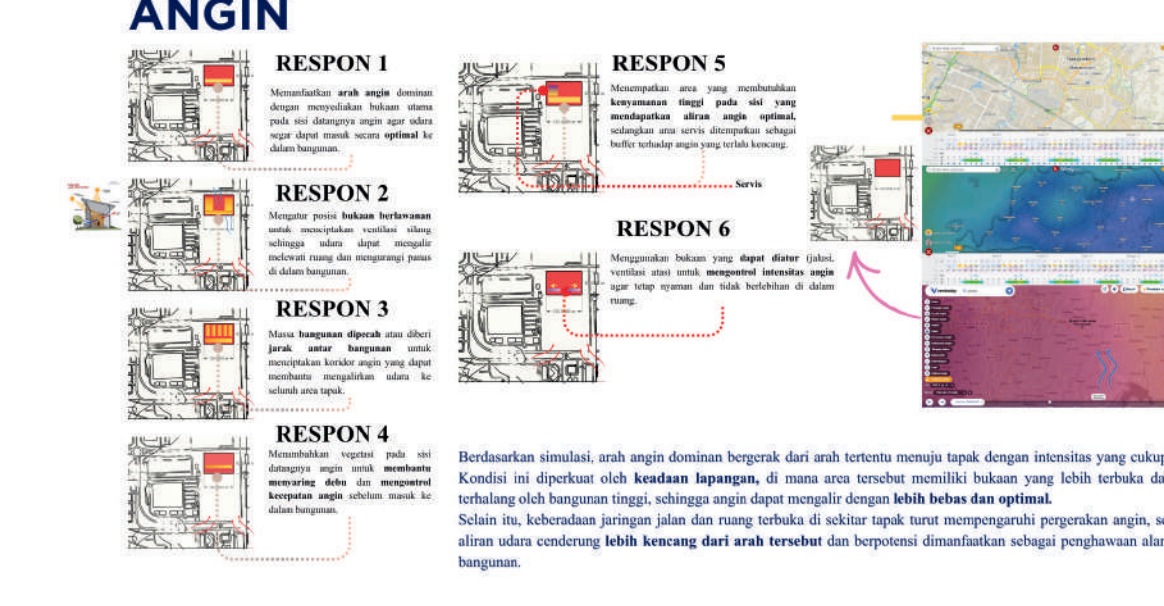 ANGIN
RESPON 1
Memanfaatkan arah angin dominan
dengan menyediakan bukaan utama
pada sisi datangnya angin agar udara
segar dapat masuk secara optimal ke
dalam bangunan.
RESPON 2
Mengatur posisi bukaan berlawanan
untuk menciptakan ventilasi silang
sehingga udara dapat mengalir
melewati ruang dan mengurangi panas
di dalam bangunan.
RESPON 3
Massa bangunan dipecah atau diberi
jarak antar bangunan untuk
menciptakan koridor angin yang dapat
membantu mengalirkan udara ke
seluruh area tapak.
RESPON 4
Menambahkan vegetasi pada sisi
datangnya angin untuk membantu
menyaring debu dan mengontrol
kecepatan angin sebelum masuk ke
dalam bangunan.
RESPON 5
Menempatkan area yang membutuhkan
kenyamanan tinggi pada sisi yang
mendapatkan aliran angin optimal,
sedangkan area servis ditempatkan sebagai
buffer terhadap angin yang terlalu kencang.
Servis
RESPON 6
Menggunakan bukaan yang dapat diatur (jalusi,
ventilasi atas) untuk mengontrol intensitas angin
agar tetap nyaman dan tidak berlebihan di dalam
ruang.
Berdasarkan simulasi, arah angin dominan bergerak dari arah tertentu menuju tapak dengan intensitas yang cukup
Kondisi ini diperkuat oleh keadaan lapangan, di mana area tersebut memiliki bukaan yang lebih terbuka da
terhalang oleh bangunan tinggi, sehingga angin dapat mengalir dengan lebih bebas dan optimal.
Selain itu, keberadaan jaringan jalan dan ruang terbuka di sekitar tapak turut mempengaruhi pergerakan angin, se
aliran udara cenderung lebih kencang dari arah tersebut dan berpotensi dimanfaatkan sebagai penghawaan alam
bangunan.